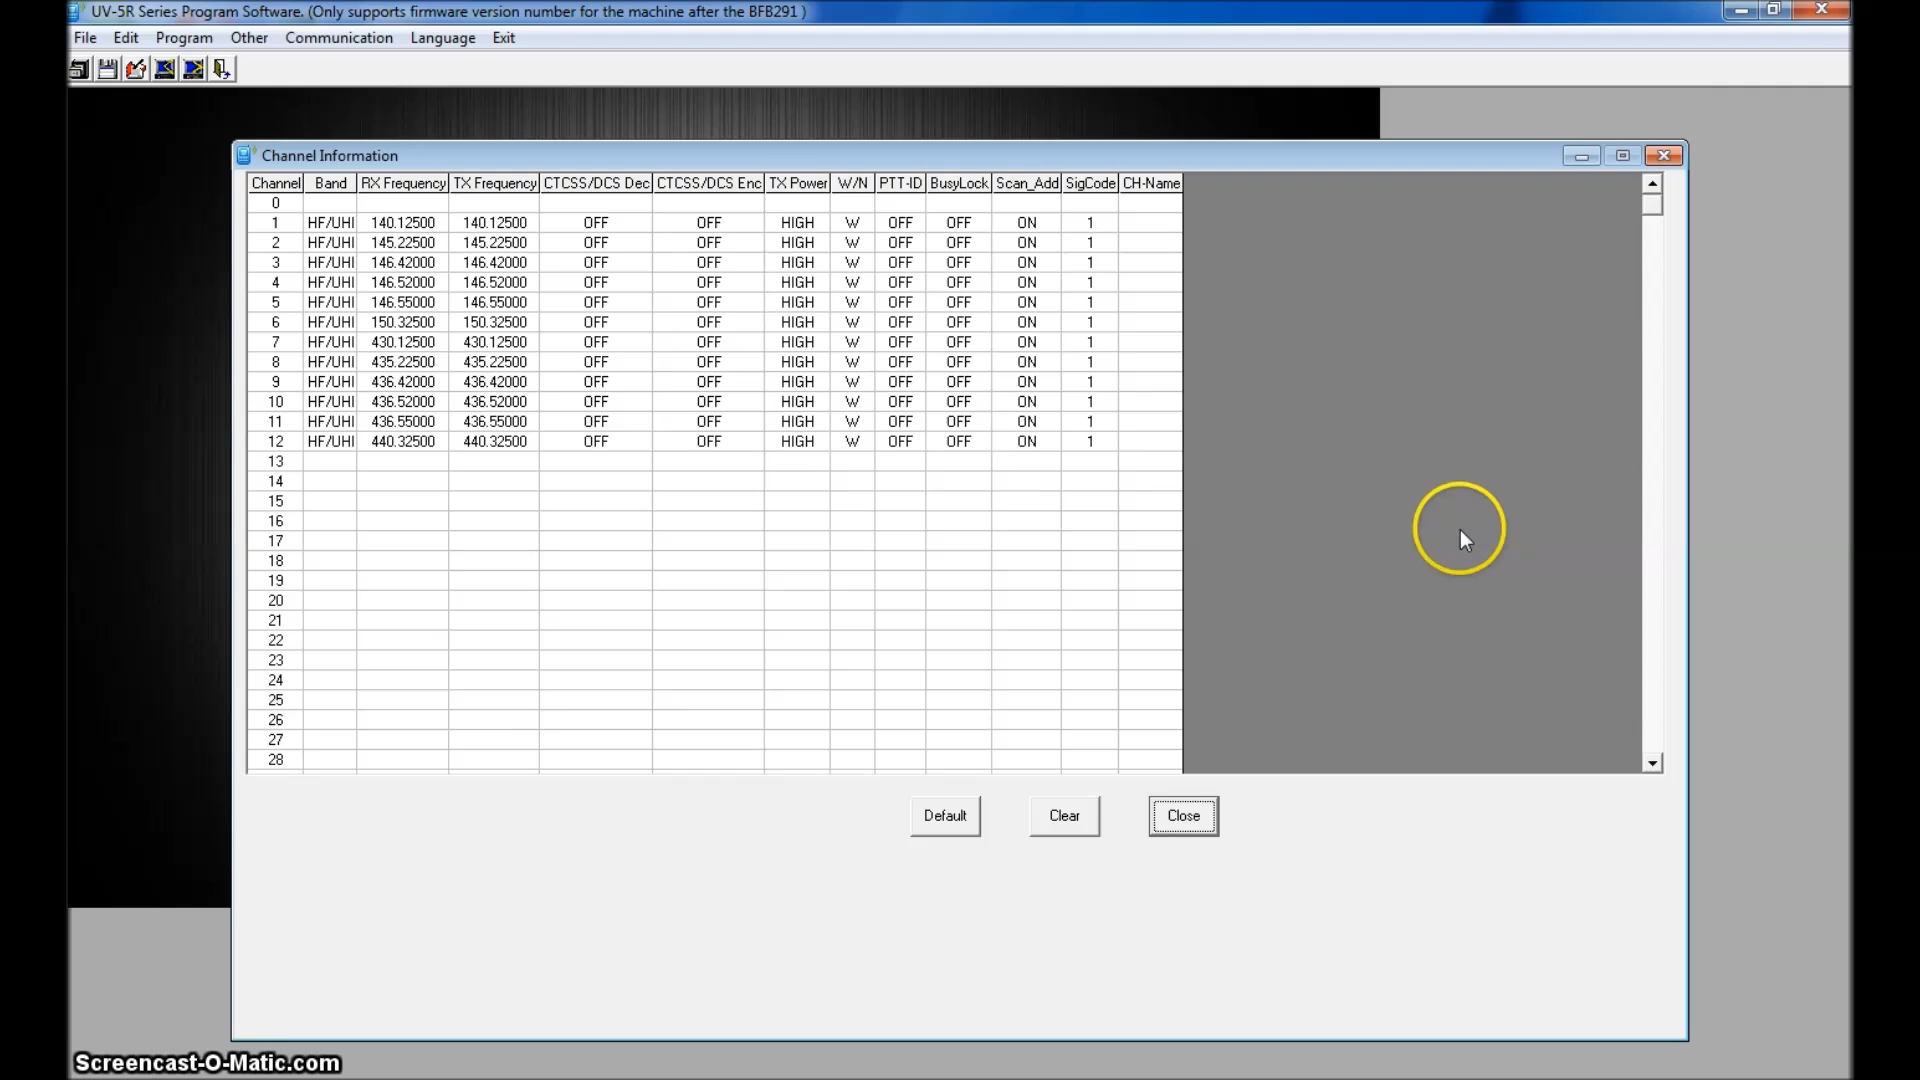 UV-5R Series Program Software. (Only supports firmware version number for the machine after the BFB291 )
File Edit Program Other Communication Language Exit
Channel Information
Channel Band RX Frequency TX Frequency CTCSS/DCS Dec CTCSS/DCS Enc TX Power W/N PTT-ID BusyLock Scan_Add SigCode CH-Name
0
1 HF/UHI 140.12500 140.12500 OFF OFF HIGH W OFF OFF ON 1
2 HF/UHI 145.22500 145.22500 OFF OFF HIGH W OFF OFF ON 1
3 HF/UHI 146.42000 146.42000 OFF OFF HIGH W OFF OFF ON 1
4 HF/UHI 146.52000 146.52000 OFF OFF HIGH W OFF OFF ON 1
5 HF/UHI 146.55000 146.55000 OFF OFF HIGH W OFF OFF ON 1
6 HF/UHI 150.32500 150.32500 OFF OFF HIGH W OFF OFF ON 1
7 HF/UHI 430.12500 430.12500 OFF OFF HIGH W OFF OFF ON 1
8 HF/UHI 435.22500 435.22500 OFF OFF HIGH W OFF OFF ON 1
9 HF/UHI 436.42000 436.42000 OFF OFF HIGH W OFF OFF ON 1
10 HF/UHI 436.52000 436.52000 OFF OFF HIGH W OFF OFF ON 1
11 HF/UHI 436.55000 436.55000 OFF OFF HIGH W OFF OFF ON 1
12 HF/UHI 440.32500 440.32500 OFF OFF HIGH W OFF OFF ON 1
13
14
15
16
17
18
19
20
21
22
23
24
25
26
27
28
Default Clear Close
Screencast-O-Matic.com